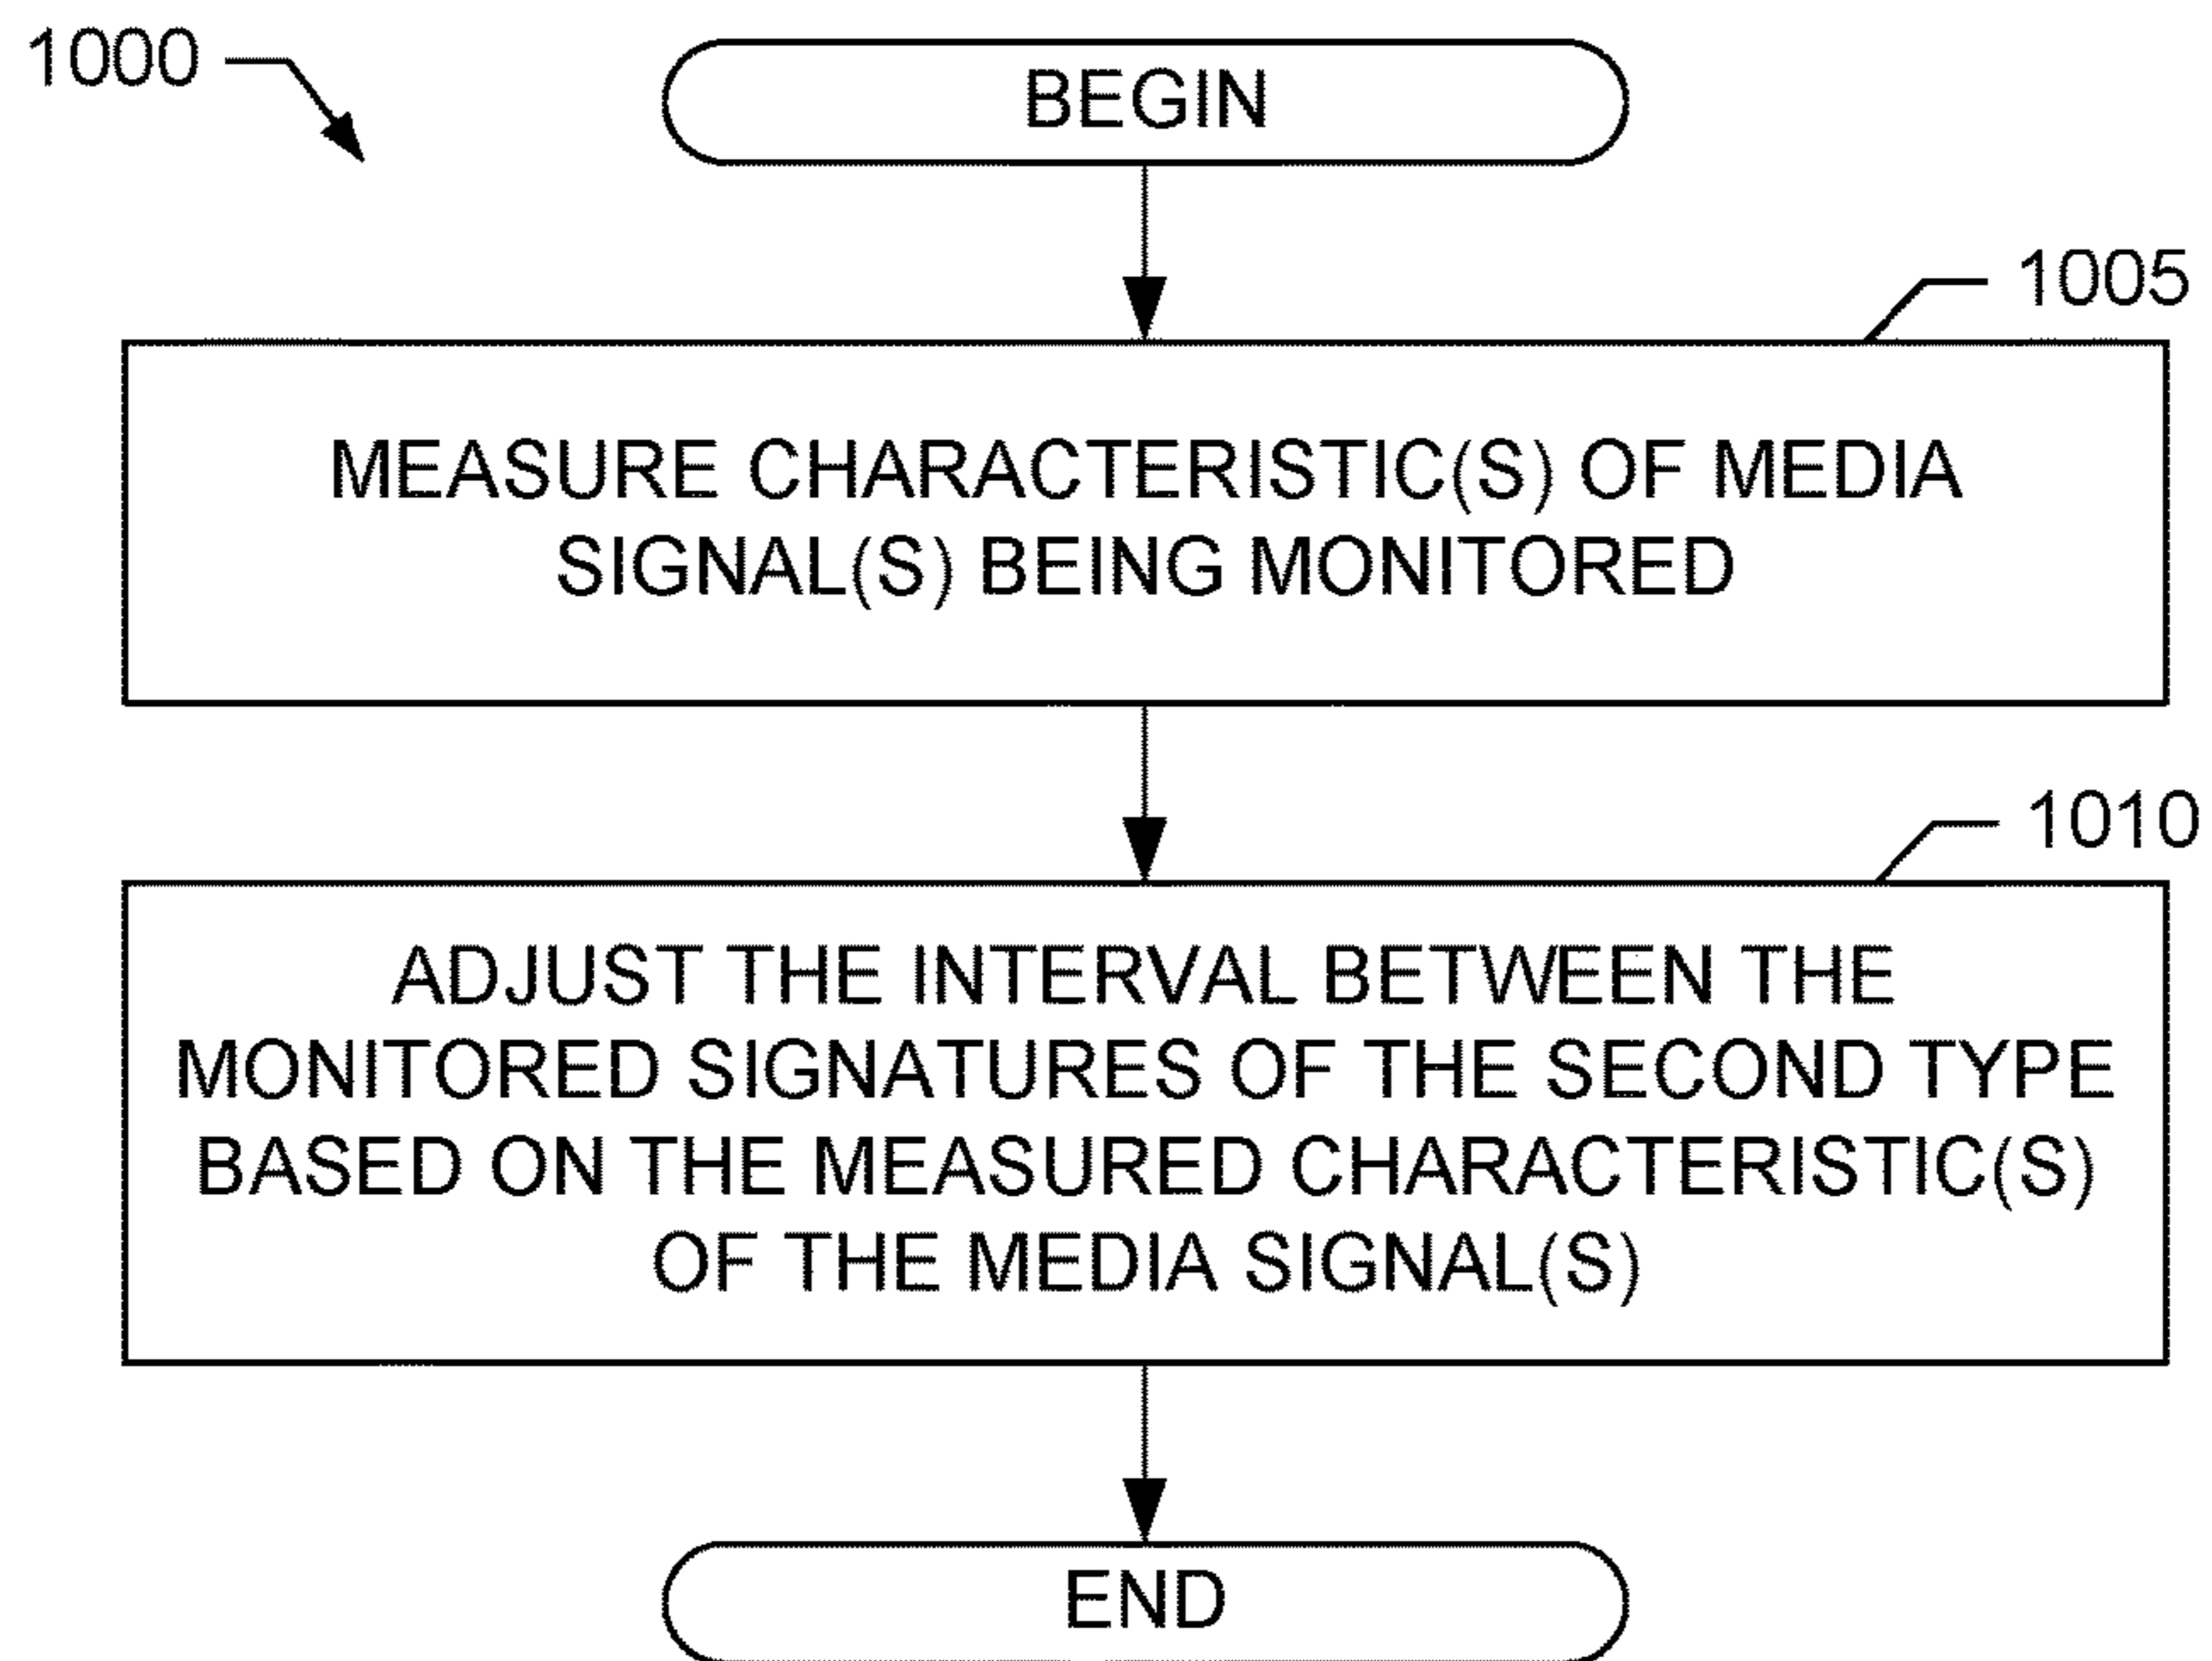 1000
BEGIN
1005
MEASURE CHARACTERISTIC(S) OF MEDIA
SIGNAL(S) BEING MONITORED
1010
ADJUST THE INTERVAL BETWEEN THE
MONITORED SIGNATURES OF THE SECOND TYPE
BASED ON THE MEASURED CHARACTERISTIC(S)
OF THE MEDIA SIGNAL(S)
END